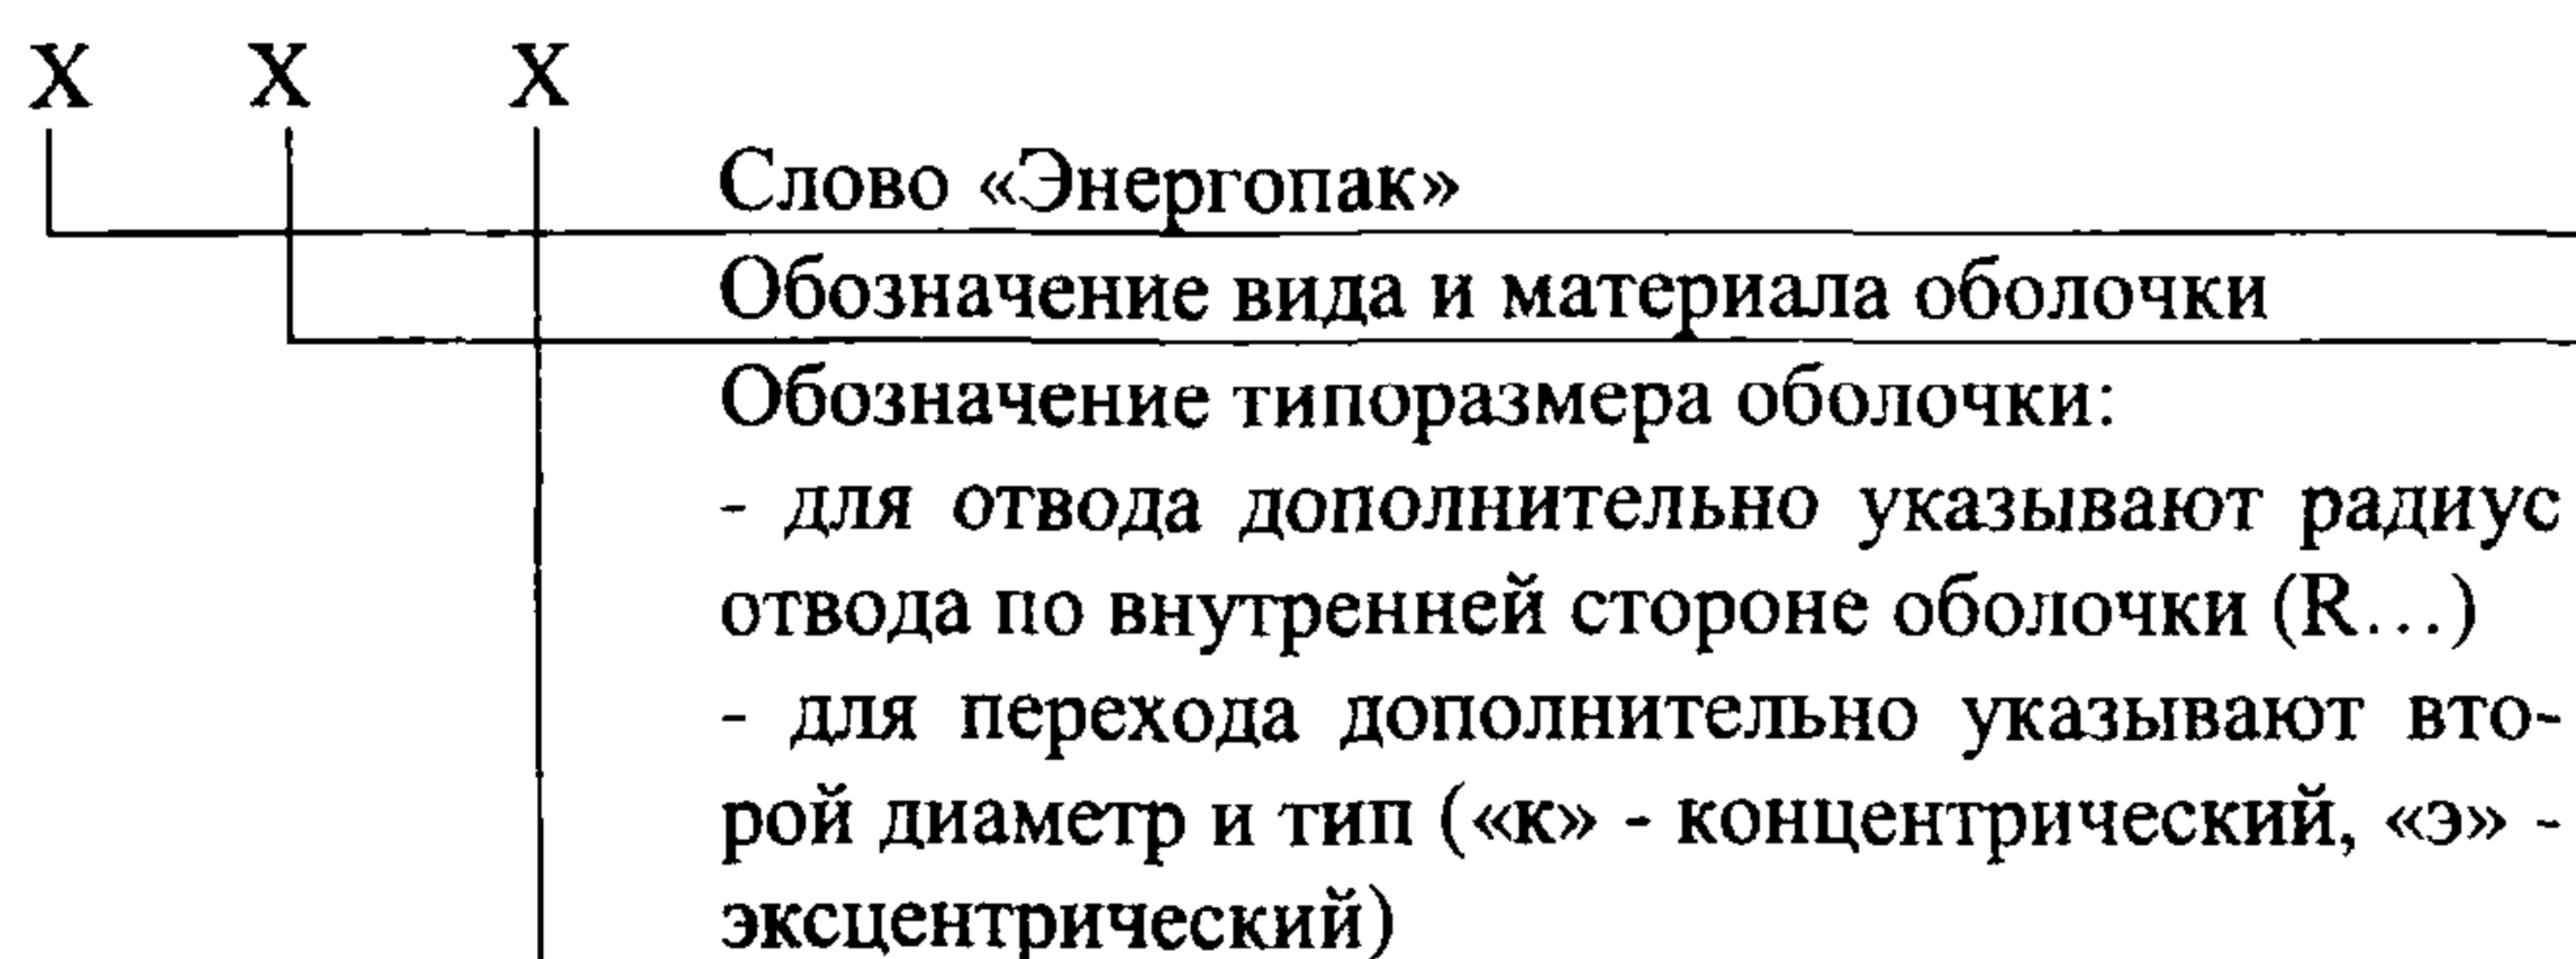 X X X
Слово «Энергопак»
Обозначение вида и материала оболочки
Обозначение типоразмера оболочки:
- для отвода дополнительно указывают радиус
отвода по внутренней стороне оболочки (R...)
- для перехода дополнительно указывают вто-
рой диаметр и тип («к» - концентрический, «э» -
эксцентрический)